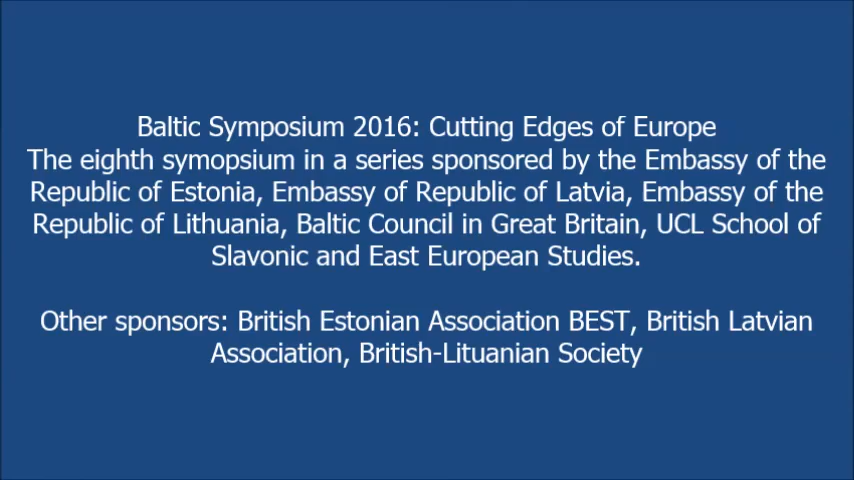 Baltic Symposium 2016: Cutting Edges of Europe
The eighth symopsium in a series sponsored by the Embassy of the
Republic of Estonia, Embassy of Republic of Latvia, Embassy of the
Republic of Lithuania, Baltic Council in Great Britain, UCL School of
Slavonic and East European Studies.
Other sponsors: British Estonian Association BEST, British Latvian
Association, British-Lituanian Society